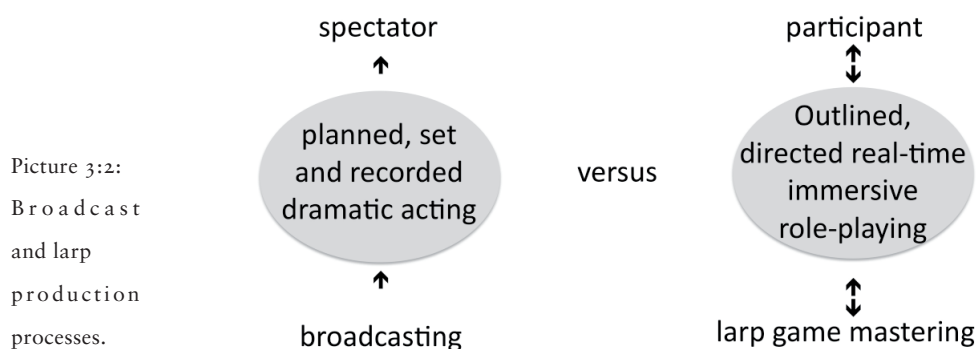 Picture 3:2:
Broadcast
and larp
production
processes.
spectator
planned, set
and recorded
dramatic acting
broadcasting
versus
participant
Outlined,
directed real-time
immersive
role-playing
larp game mastering